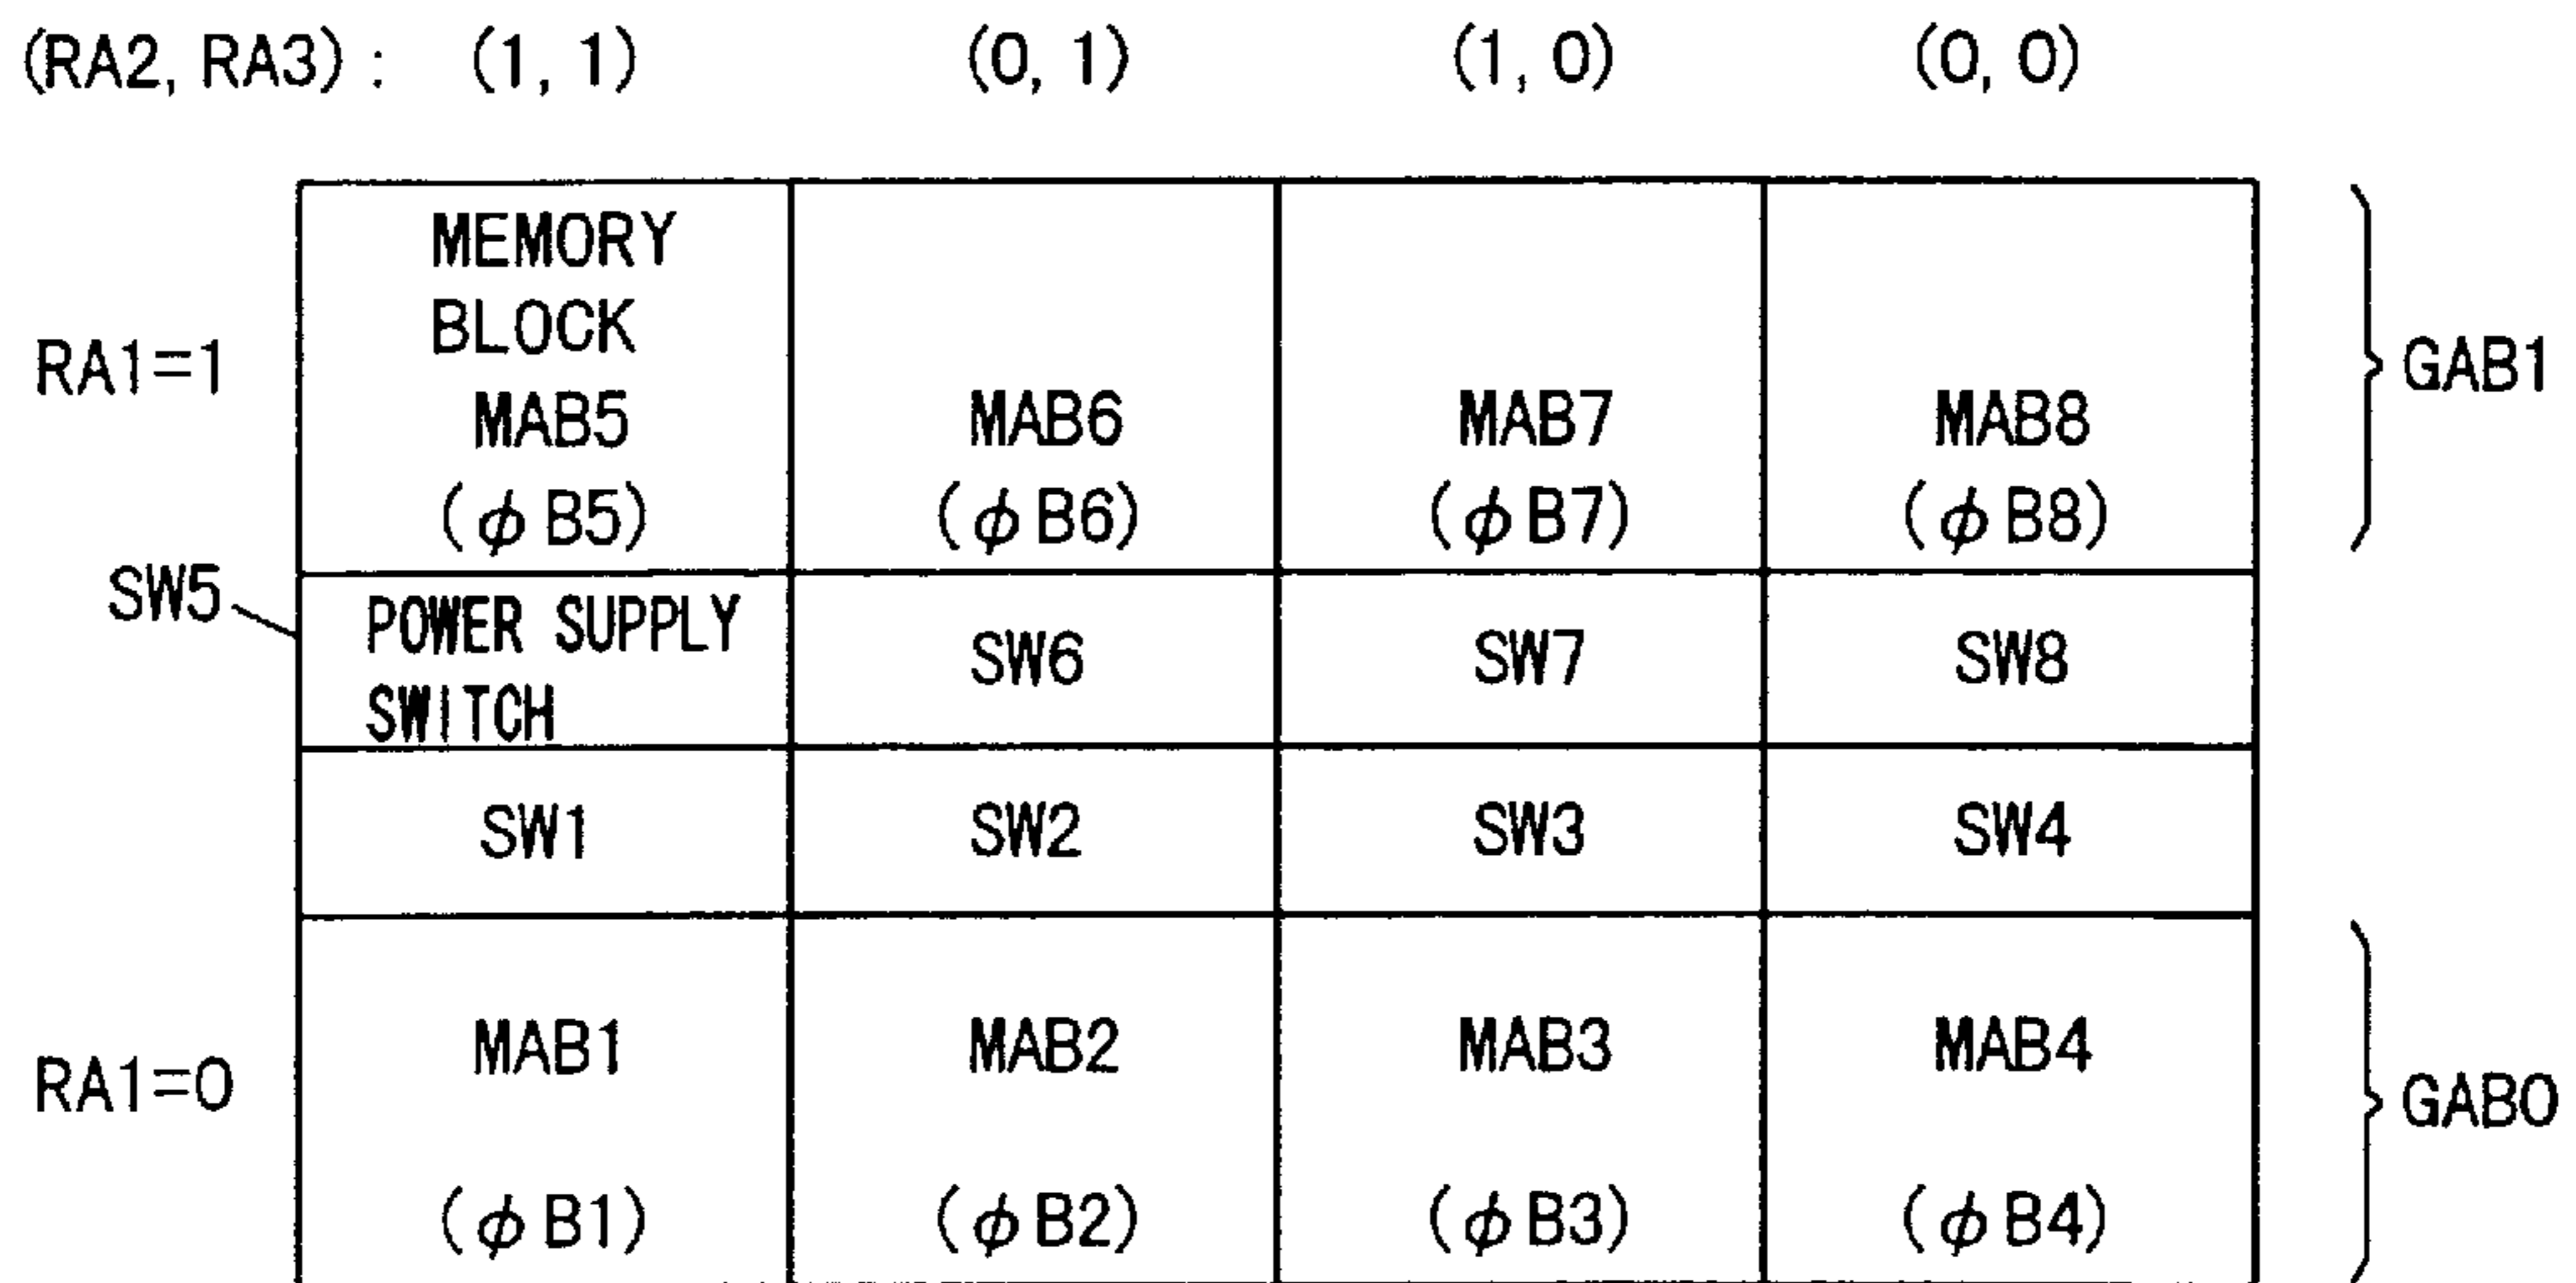 (RA2, RA3) : (1, 1) (0, 1) (1, 0) (0, 0)
MEMORY
BLOCK
RA1=1 GAB1
MAB5 MAB6 MAB7 MAB8
(φB5) (φB6) (φB7) (φB8)
SW5
POWER SUPPLY
SWITCH
SW6 SW7 SW8
SW1 SW2 SW3 SW4
MAB1 MAB2 MAB3 MAB4
RA1=0 GAB0
(φB1) (φB2) (φB3) (φB4)